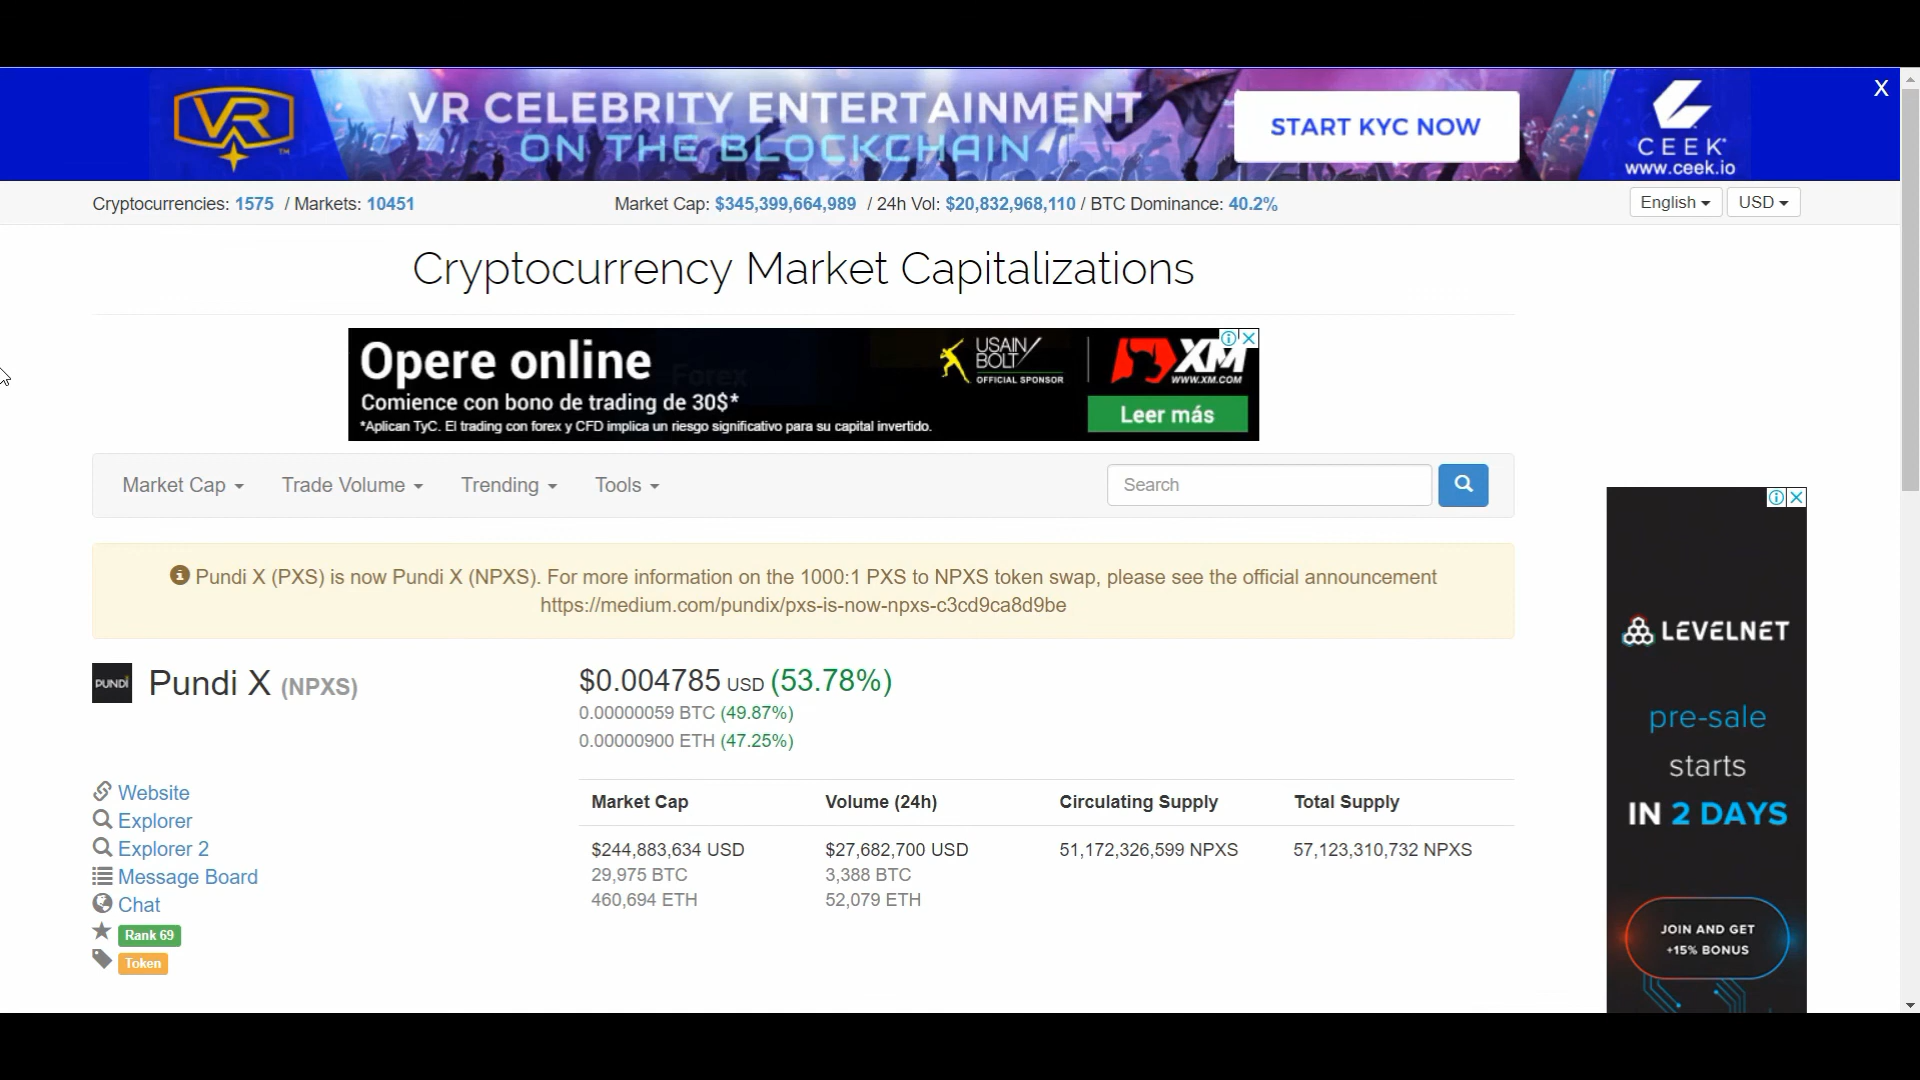 VR CELEBRITY ENTERTAINMENT
ON THE BLOCKCHAIN
VR
TM
START KYC NOW
CEEK
www.ceek.io
X
Cryptocurrencies: 1575 / Markets: 10451
Market Cap: $345,399,664,989 / 24h Vol: $20,832,968,110 / BTC Dominance: 40.2%
English
USD
Cryptocurrency Market Capitalizations
Opere online
Forex
Comience con bono de trading de 30$*
*Aplican TyC. El trading con forex y CFD implica un riesgo significativo para su capital invertido.
USAIN
BOLT
OFFICIAL SPONSOR
XM
WWW.XM.COM
Leer más
Market Cap
Trade Volume
Trending
Tools
Search
Pundi X (PXS) is now Pundi X (NPXS). For more information on the 1000:1 PXS to NPXS token swap, please see the official announcement
https://medium.com/pundix/pxs-is-now-npxs-c3cd9ca8d9be
PUNDI
Pundi X (NPXS)
$0.004785 USD (53.78%)
0.00000059 BTC (49.87%)
0.00000900 ETH (47.25%)
Website
Explorer
Explorer 2
Message Board
Chat
Rank 69
Token
Market Cap Volume (24h) Circulating Supply Total Supply
$244,883,634 USD $27,682,700 USD 51,172,326,599 NPXS 57,123,310,732 NPXS
29,975 BTC 3,388 BTC
460,694 ETH 52,079 ETH
LEVELNET
pre-sale
starts
IN 2 DAYS
JOIN AND GET
+15% BONUS